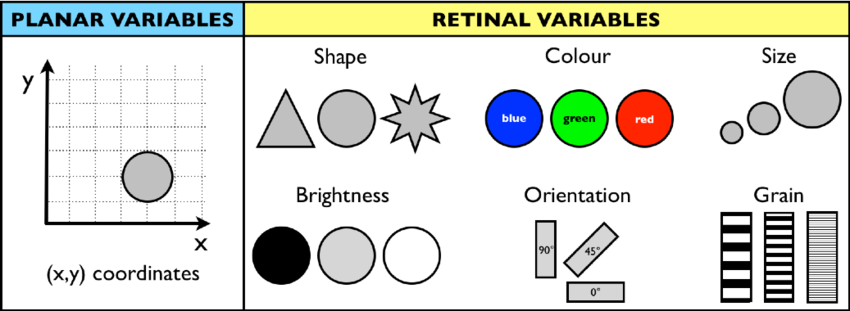 PLANAR VARIABLES
y
x
(x,y) coordinates
RETINAL VARIABLES
Shape
Colour
blue
green
red
Size
Brightness
Orientation
90°
45°
0°
Grain